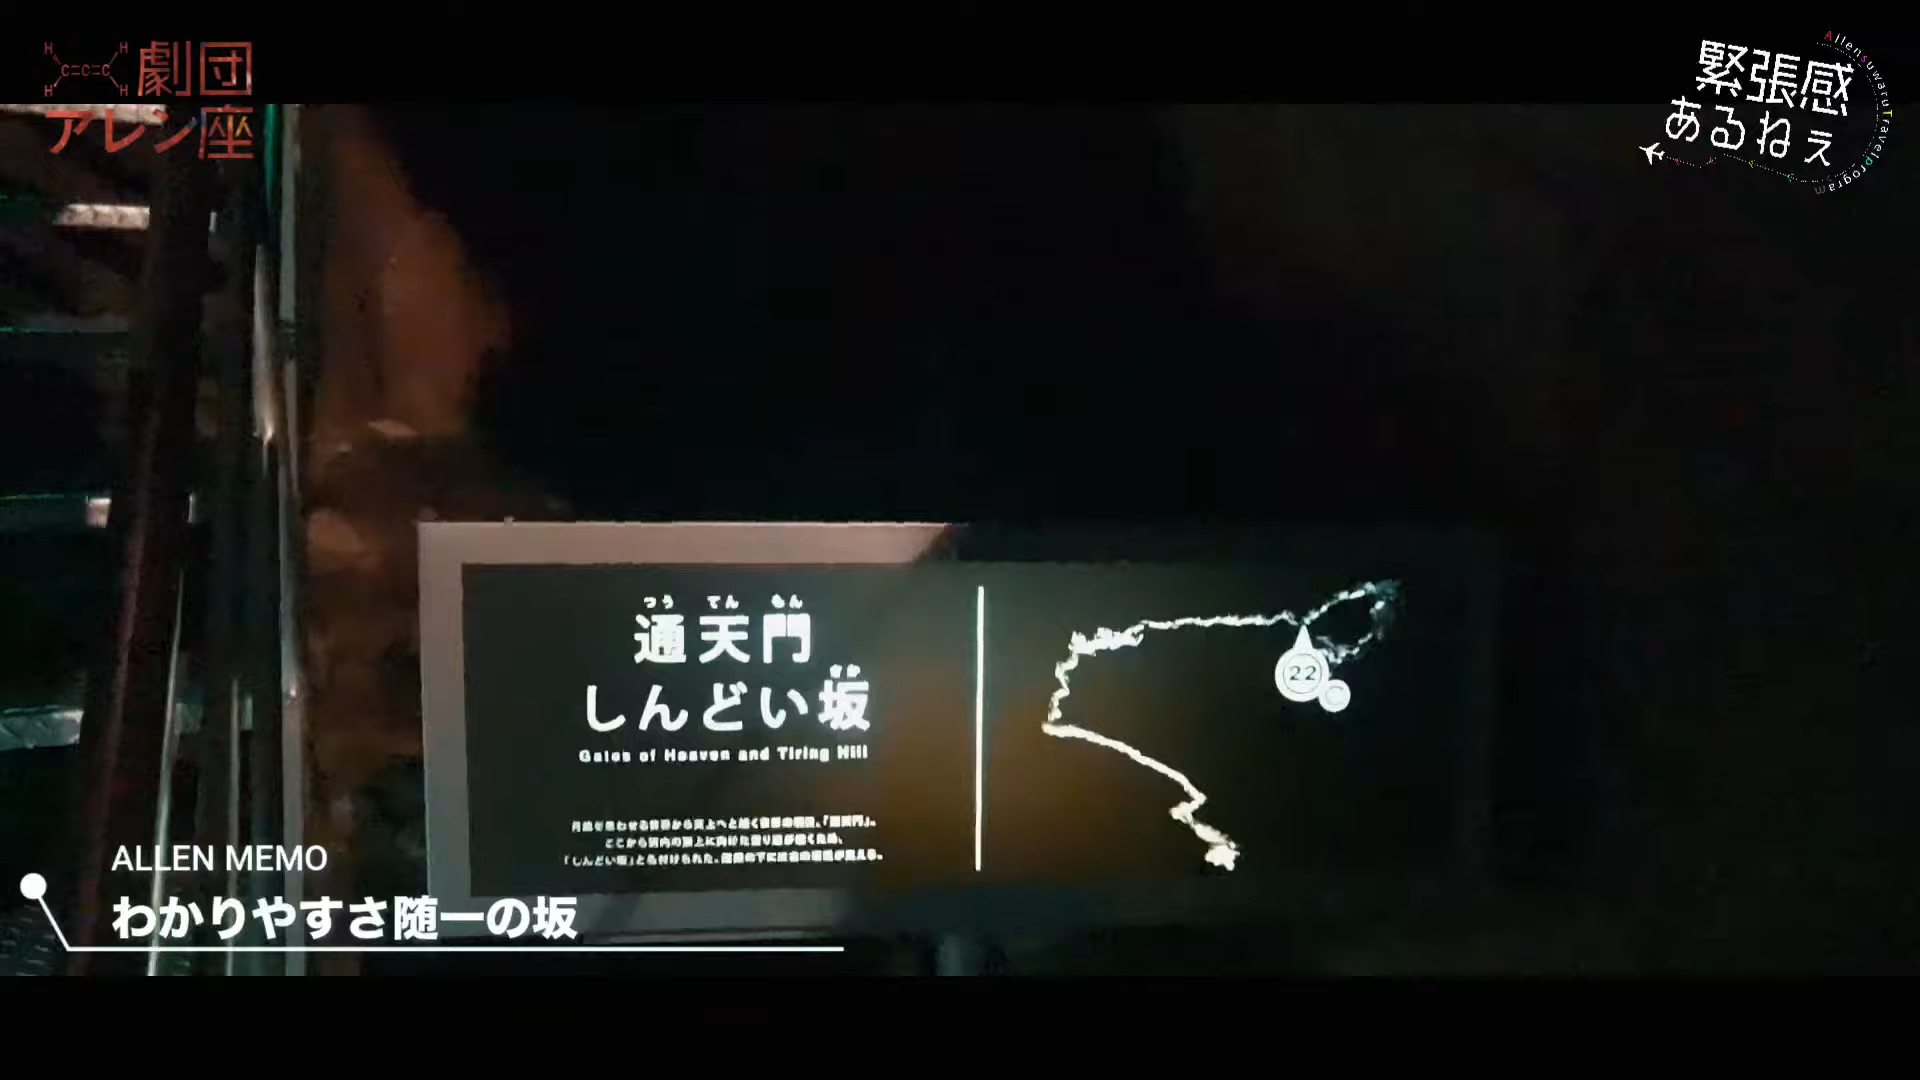 劇団
アレン座
緊張感
あるねぇ
AllensuwaruTravelprogram
つう てん もん
通天門
さか
しんどい坂
Gates of Heaven and Tiring Hill
22
ALLEN MEMO
わかりやすさ随一の坂